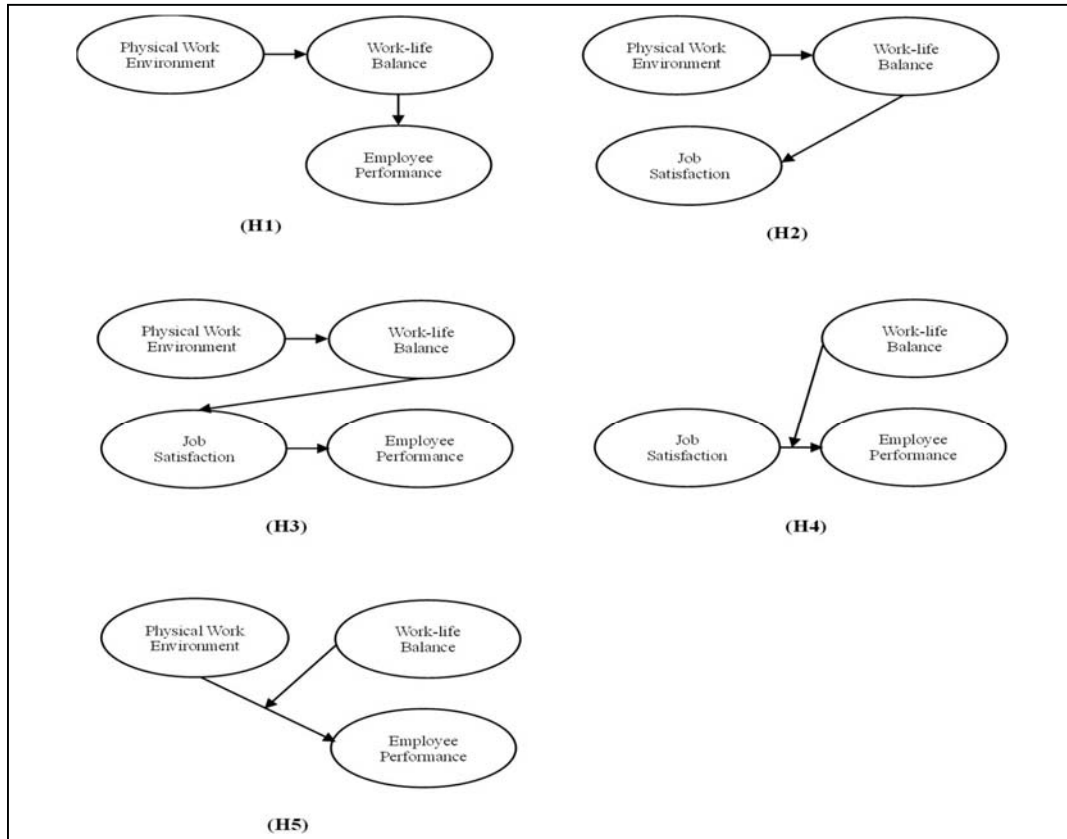 Physical Work
Environment
Work-life
Balance
Employee
Performance
(H1)
Physical Work
Environment
Work-life
Balance
Job
Satisfaction
(H2)
Physical Work
Environment
Work-life
Balance
Job
Satisfaction
Employee
Performance
(H3)
Work-life
Balance
Job
Satisfaction
Employee
Performance
(H4)
Physical Work
Environment
Work-life
Balance
Employee
Performance
(H5)